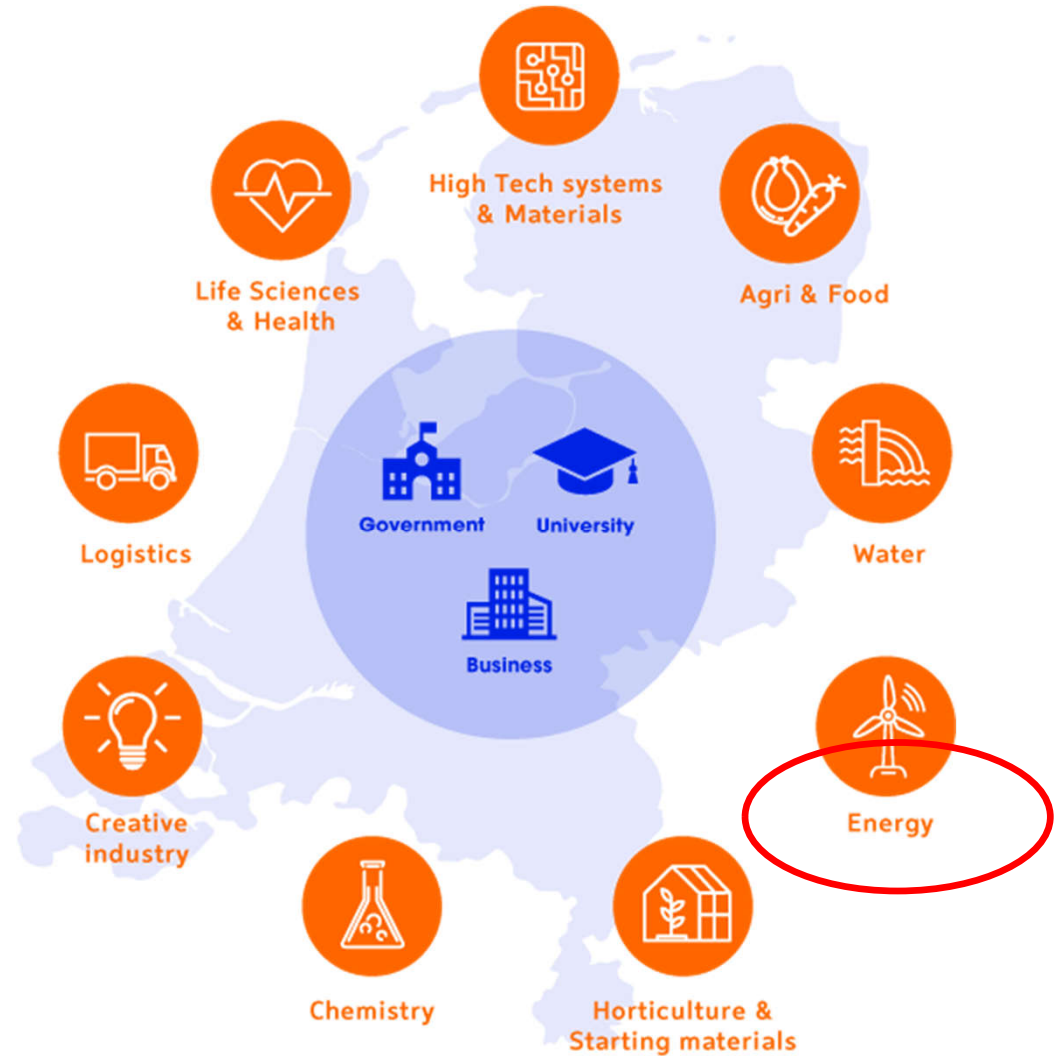 High Tech systems
& Materials
Life Sciences
& Health
Agri & Food
Logistics
Government
University
Water
Business
Creative
industry
Energy
Chemistry
Horticulture &
Starting materials